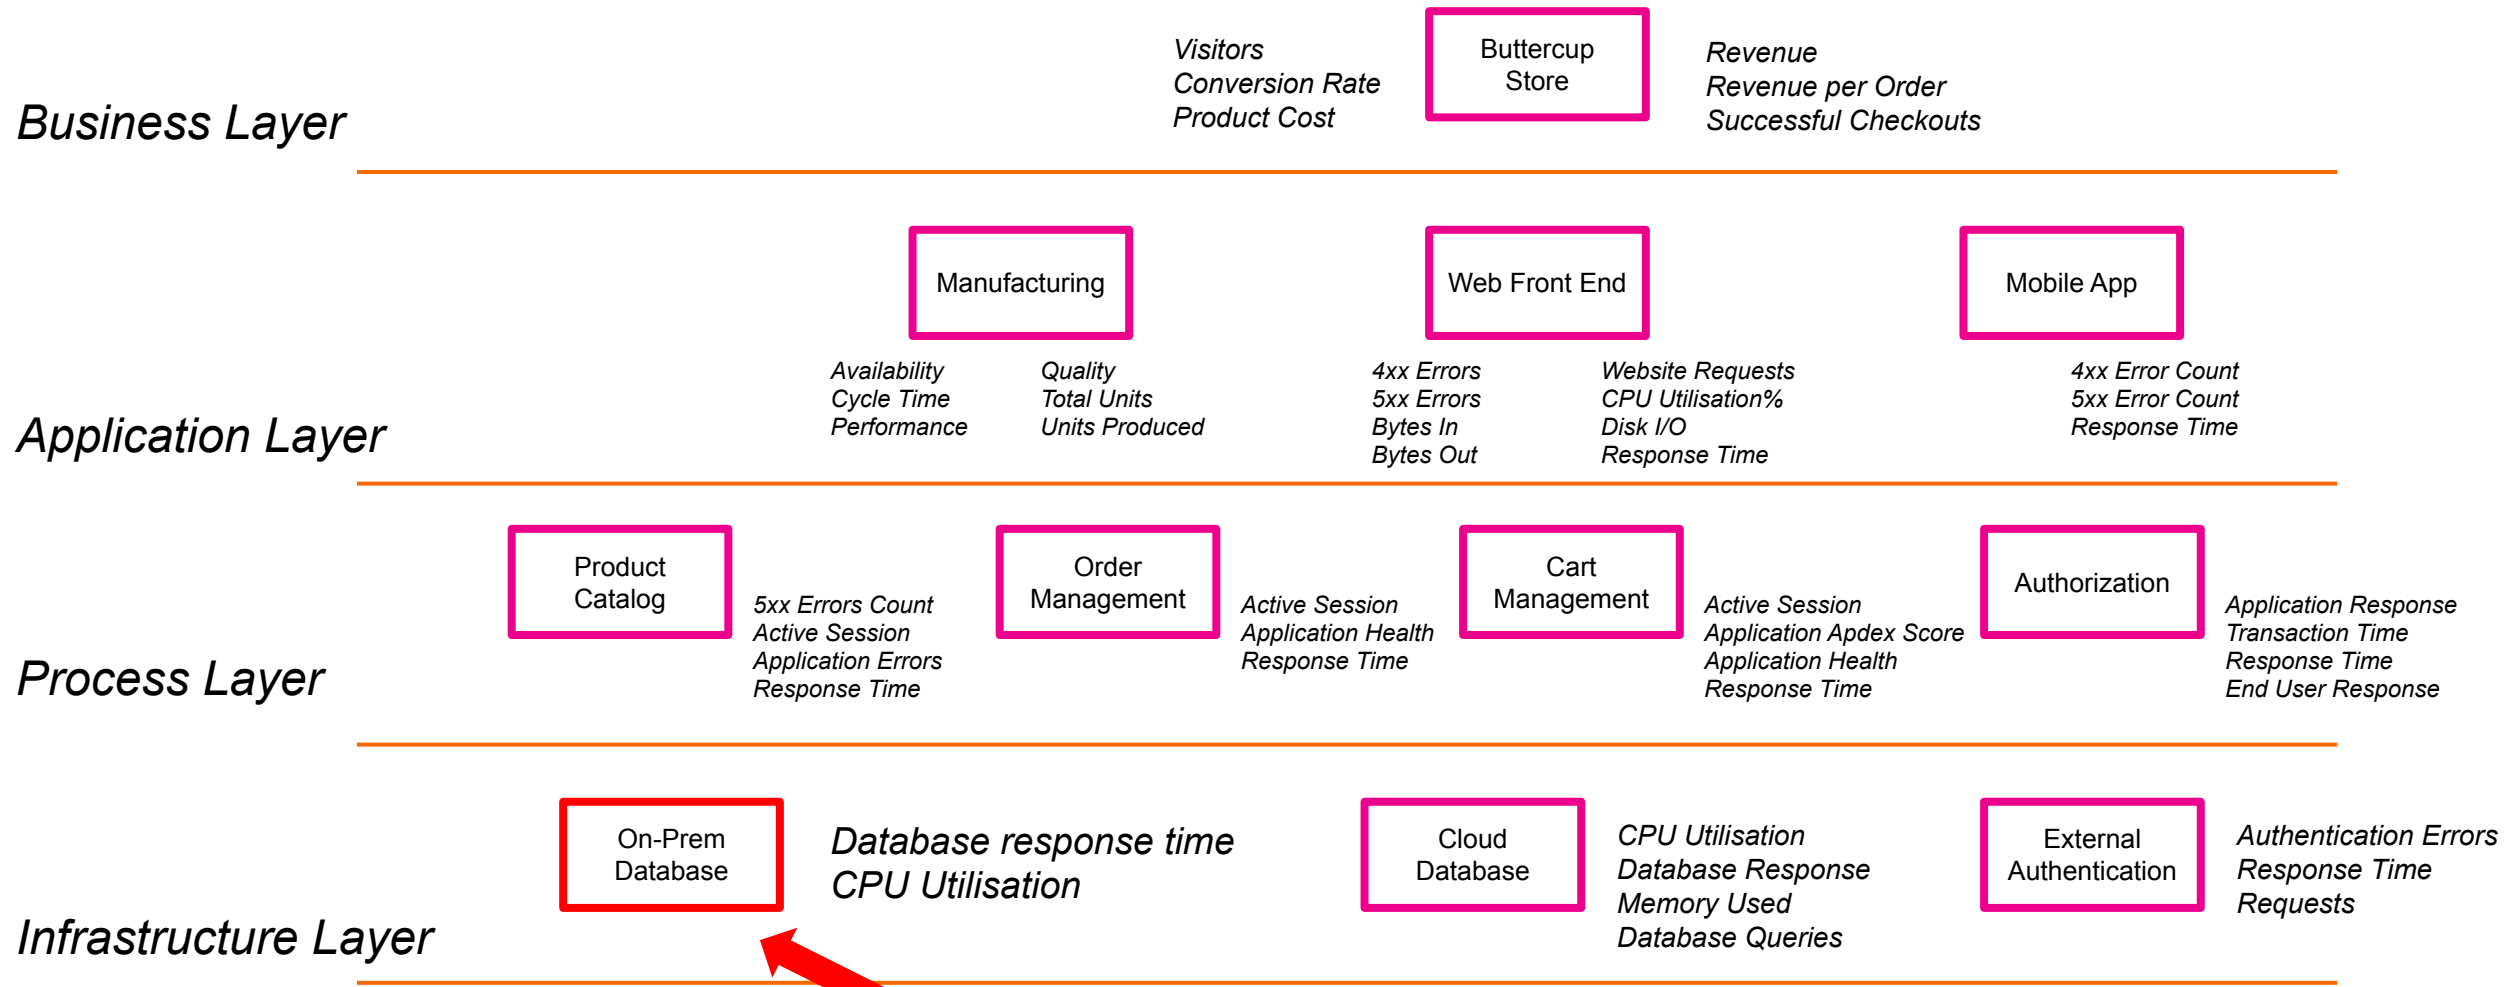 Visitors
Conversion Rate
Product Cost
Buttercup
Store
Revenue
Revenue per Order
Successful Checkouts
Business Layer
Manufacturing
Web Front End
Mobile App
Availability
Cycle Time
Performance
Quality
Total Units
Units Produced
4xx Errors
5xx Errors
Bytes In
Bytes Out
Website Requests
CPU Utilisation%
Disk I/O
Response Time
4xx Error Count
5xx Error Count
Response Time
Application Layer
Product
Catalog
5xx Errors Count
Active Session
Application Errors
Response Time
Order
Management
Active Session
Application Health
Response Time
Cart
Management
Active Session
Application Apdex Score
Application Health
Response Time
Authorization
Application Response
Transaction Time
Response Time
End User Response
Process Layer
On-Prem
Database
Database response time
CPU Utilisation
Cloud
Database
CPU Utilisation
Database Response
Memory Used
Database Queries
External
Authentication
Authentication Errors
Response Time
Requests
Infrastructure Layer